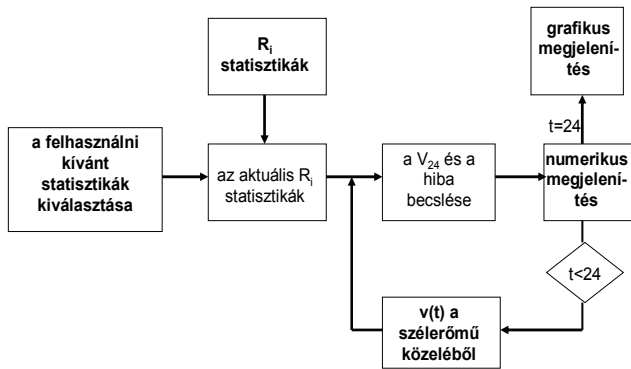 R_i
statisztikák
grafikus
megjelení-
tés
t=24
a felhasználni
kívánt
statisztikák
kiválasztása
az aktuális R_i
statisztikák
a V_24 és a
hiba
becslése
numerikus
megjelení-
tés
t<24
v(t) a
szélerőmű
közeléből